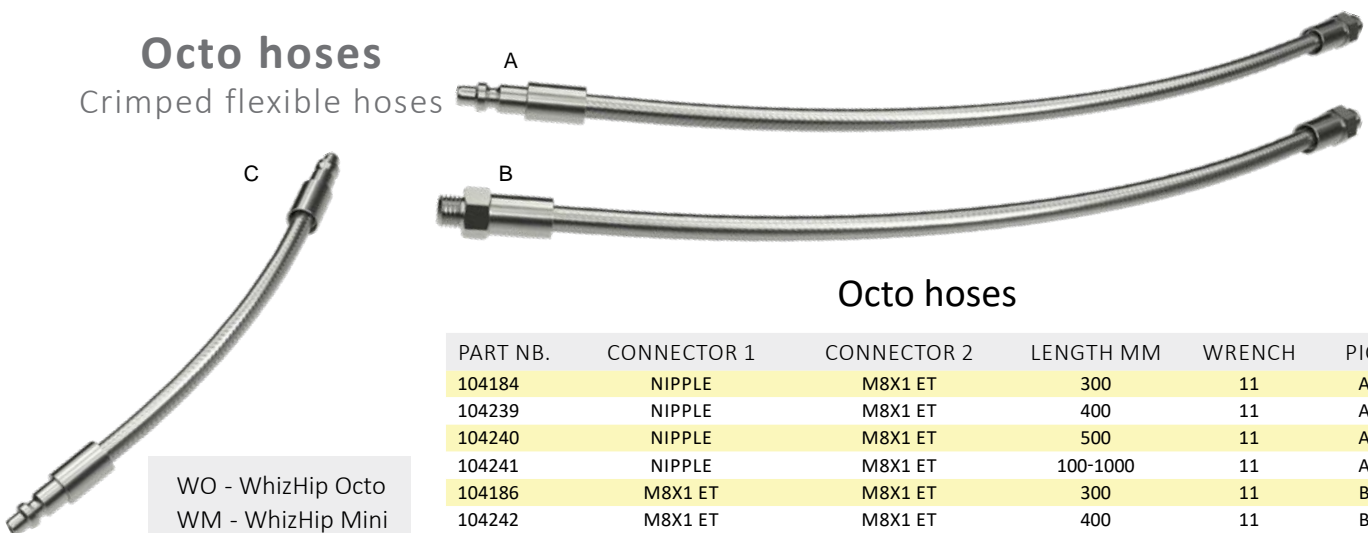 Octo hoses
Crimped flexible hoses
A
B
C
WO - WhizHip Octo
WM - WhizHip Mini
Octo hoses
PART NB. CONNECTOR 1 CONNECTOR 2 LENGTH MM WRENCH
104184 NIPPLE M8X1 ET 300 11 A
104239 NIPPLE M8X1 ET 400 11 A
104240 NIPPLE M8X1 ET 500 11 A
104241 NIPPLE M8X1 ET 100-1000 11 A
104186 M8X1 ET M8X1 ET 300 11 B
104242 M8X1 ET M8X1 ET 400 11 B